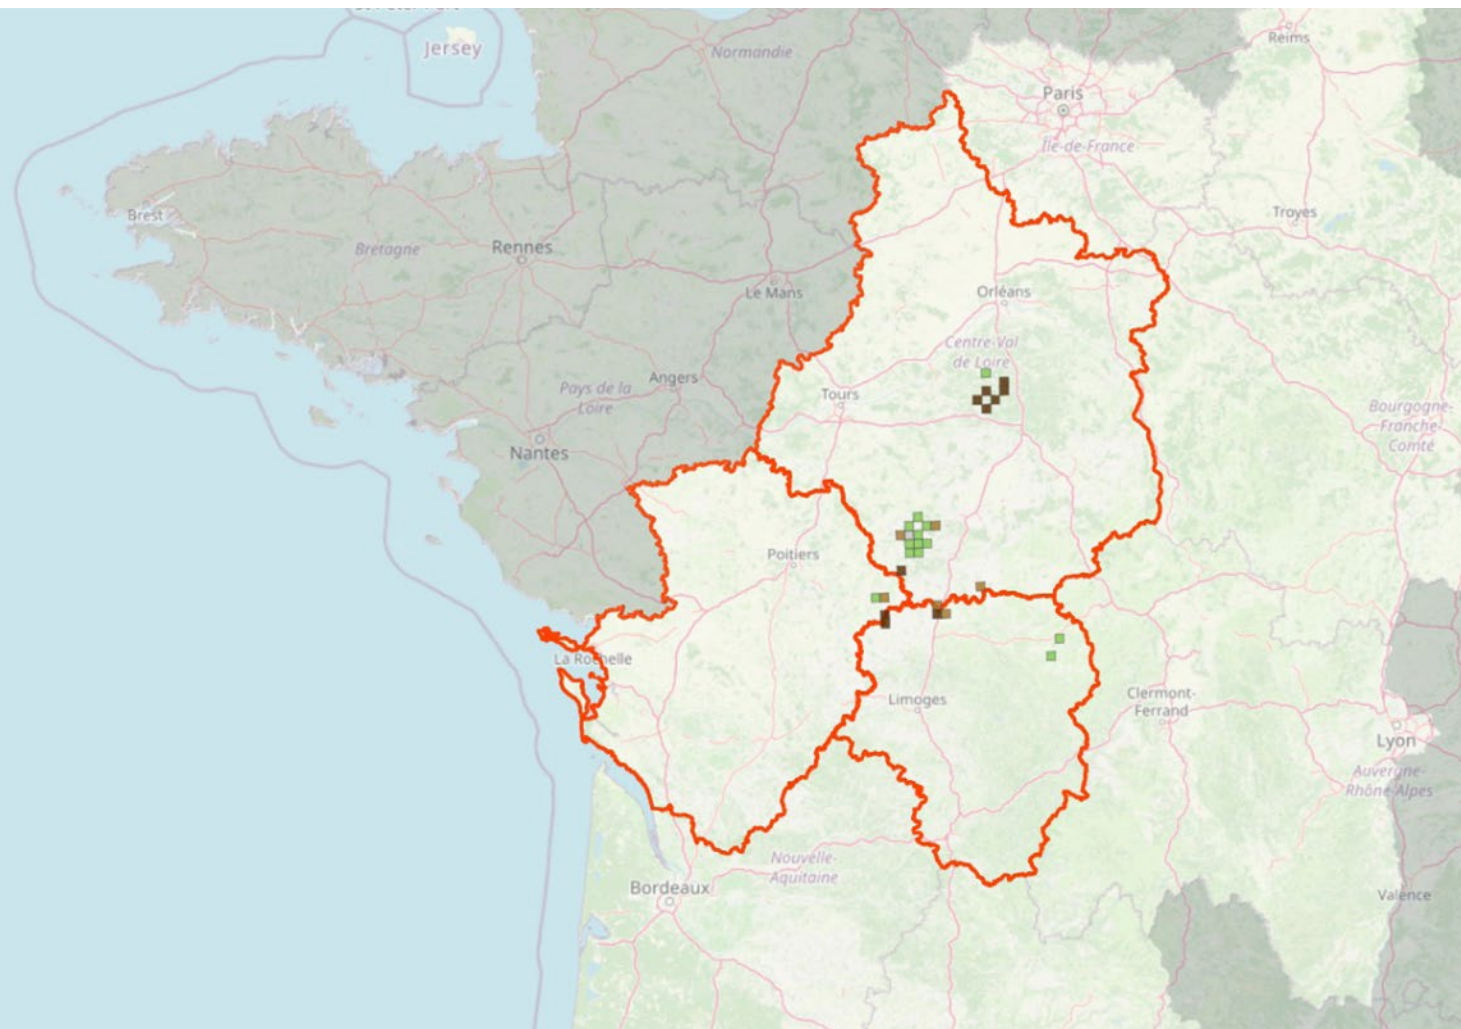 Jersey
Normandie
Reims
Paris
Île-de-France
Brest
Bretagne
Rennes
Troyes
Le Mans
Orléans
Centre-Val
de Loire
Angers
Pays de la
Loire
Tours
Bourgogne-
Franche-
Comté
Nantes
Poitiers
La Rochelle
Limoges
Clermont-
Ferrand
Lyon
Auvergne-
Rhône-Alpes
Nouvelle-
Aquitaine
Bordeaux
Valence